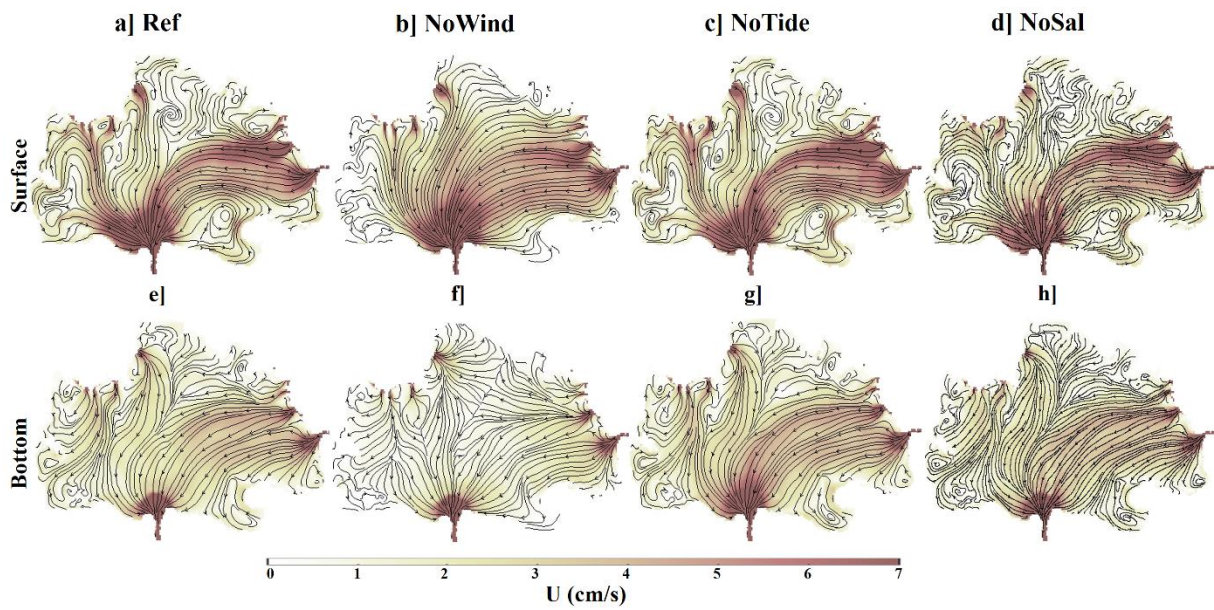 a] Ref b] NoWind c] NoTide d] NoSal
Surface
e] f] g] h]
Bottom
0 1 2 3 4 5 6 7
U (cm/s)